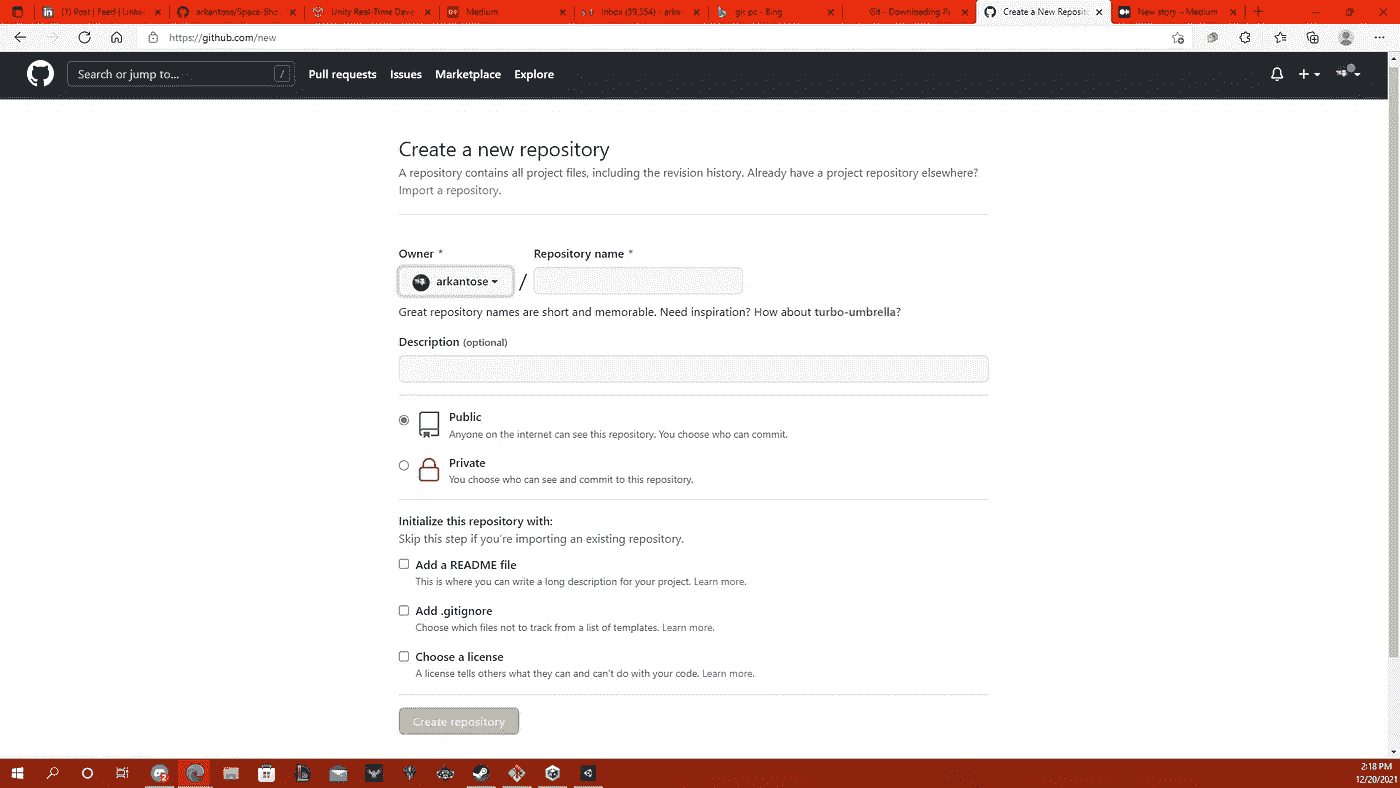 (1) Post | Feed | Linke
arkantose/Space-Sho
Unity Real-Time Deve
Medium
Inbox (39,354) - arka
git pc - Bing
Git - Downloading Pa
Create a New Reposito
New story – Medium
https://github.com/new
Search or jump to...
/
Pull requests
Issues
Marketplace
Explore
Create a new repository
A repository contains all project files, including the revision history. Already have a project repository elsewhere?
Import a repository.
Owner *
Repository name *
arkantose
/
Great repository names are short and memorable. Need inspiration? How about turbo-umbrella?
Description (optional)
Public
Anyone on the internet can see this repository. You choose who can commit.
Private
You choose who can see and commit to this repository.
Initialize this repository with:
Skip this step if you're importing an existing repository.
Add a README file
This is where you can write a long description for your project. Learn more.
Add .gitignore
Choose which files not to track from a list of templates. Learn more.
Choose a license
A license tells others what they can and can't do with your code. Learn more.
Create repository
2:18 PM
12/20/2021